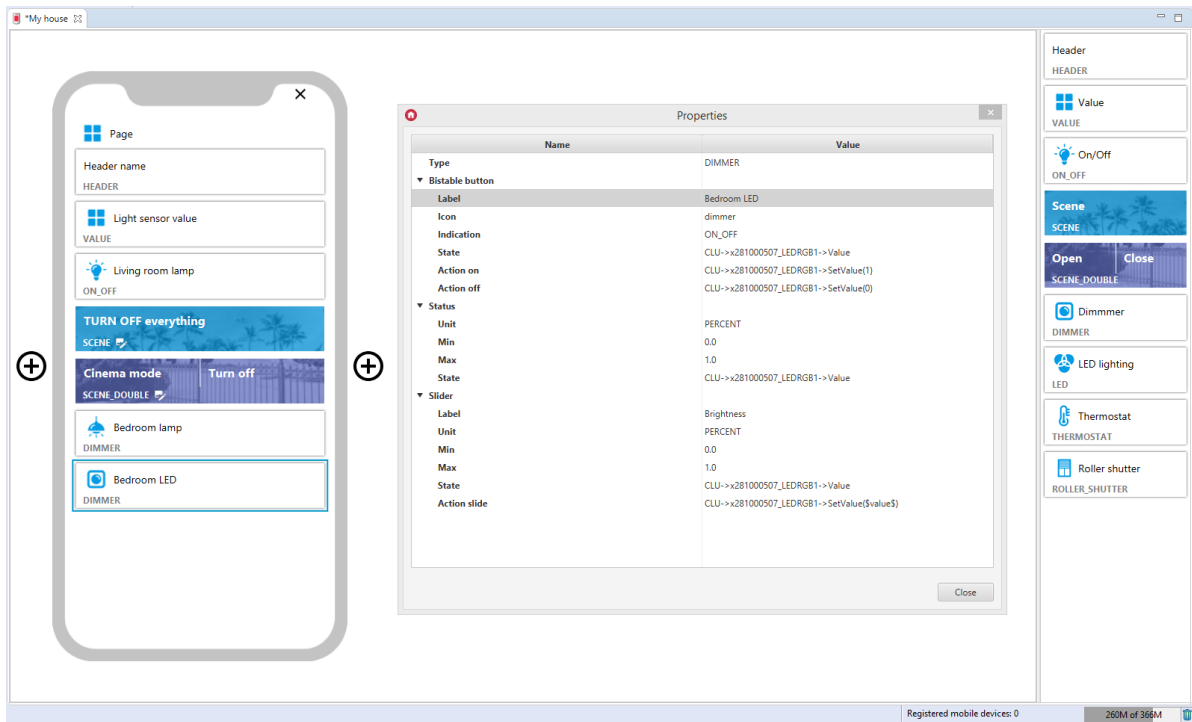 *My house
Page
Header name
HEADER
Light sensor value
VALUE
Living room lamp
ON_OFF
TURN OFF everything
SCENE
Cinema mode Turn off
SCENE_DOUBLE
Bedroom lamp
DIMMER
Bedroom LED
DIMMER
Properties
Name Value
Type DIMMER
Bistable button
Label Bedroom LED
Icon dimmer
Indication ON_OFF
State CLU->x281000507_LEDRGB1->Value
Action on CLU->x281000507_LEDRGB1->SetValue(1)
Action off CLU->x281000507_LEDRGB1->SetValue(0)
Status
Unit PERCENT
Min 0.0
Max 1.0
State CLU->x281000507_LEDRGB1->Value
Slider
Label Brightness
Unit PERCENT
Min 0.0
Max 1.0
State CLU->x281000507_LEDRGB1->Value
Action slide CLU->x281000507_LEDRGB1->SetValue($value$)
Close
Header
HEADER
Value
VALUE
On/Off
ON_OFF
Scene
SCENE
Open Close
SCENE_DOUBLE
Dimmmer
DIMMER
LED lighting
LED
Thermostat
THERMOSTAT
Roller shutter
ROLLER_SHUTTER
Registered mobile devices: 0
260M of 366M